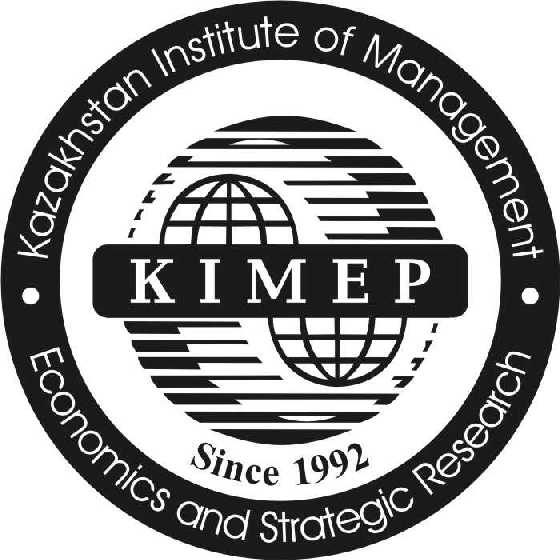 Kazakhstan Institute of Management
KIMEP
Since 1992
Economics and Strategic Research